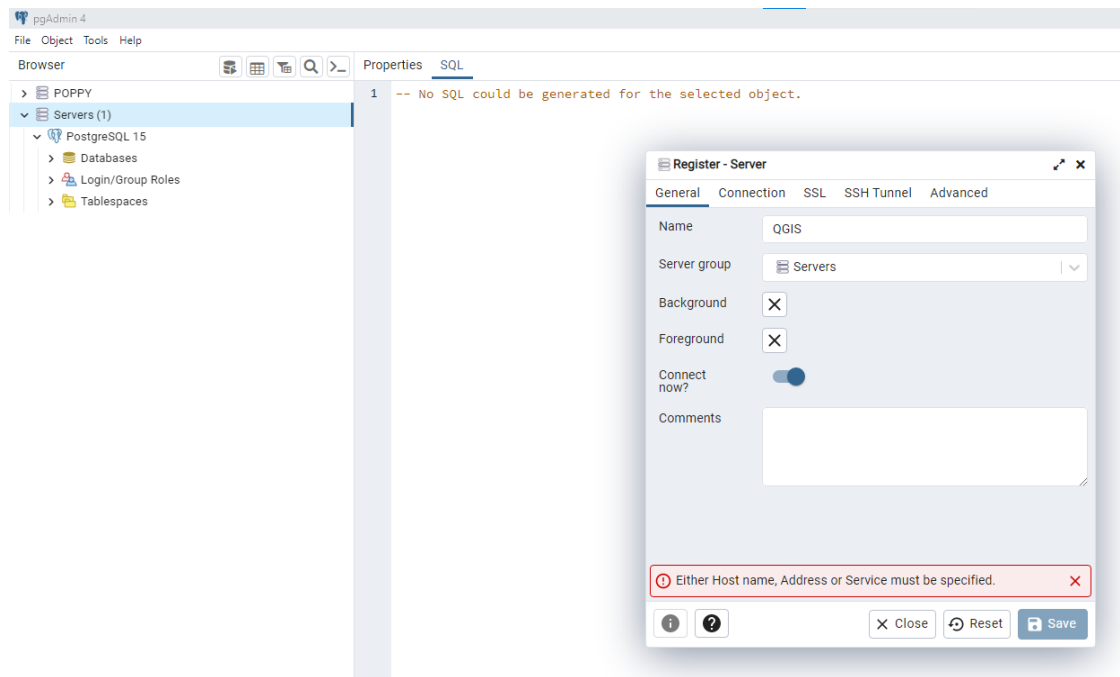 pgAdmin 4
File Object Tools Help
Browser
Properties SQL
POPPY
Servers (1)
PostgreSQL 15
Databases
Login/Group Roles
Tablespaces
1 -- No SQL could be generated for the selected object.
Register - Server
General Connection SSL SSH Tunnel Advanced
Name QGIS
Server group Servers
Background
Foreground
Connect
now?
Comments
Either Host name, Address or Service must be specified.
Close Reset Save